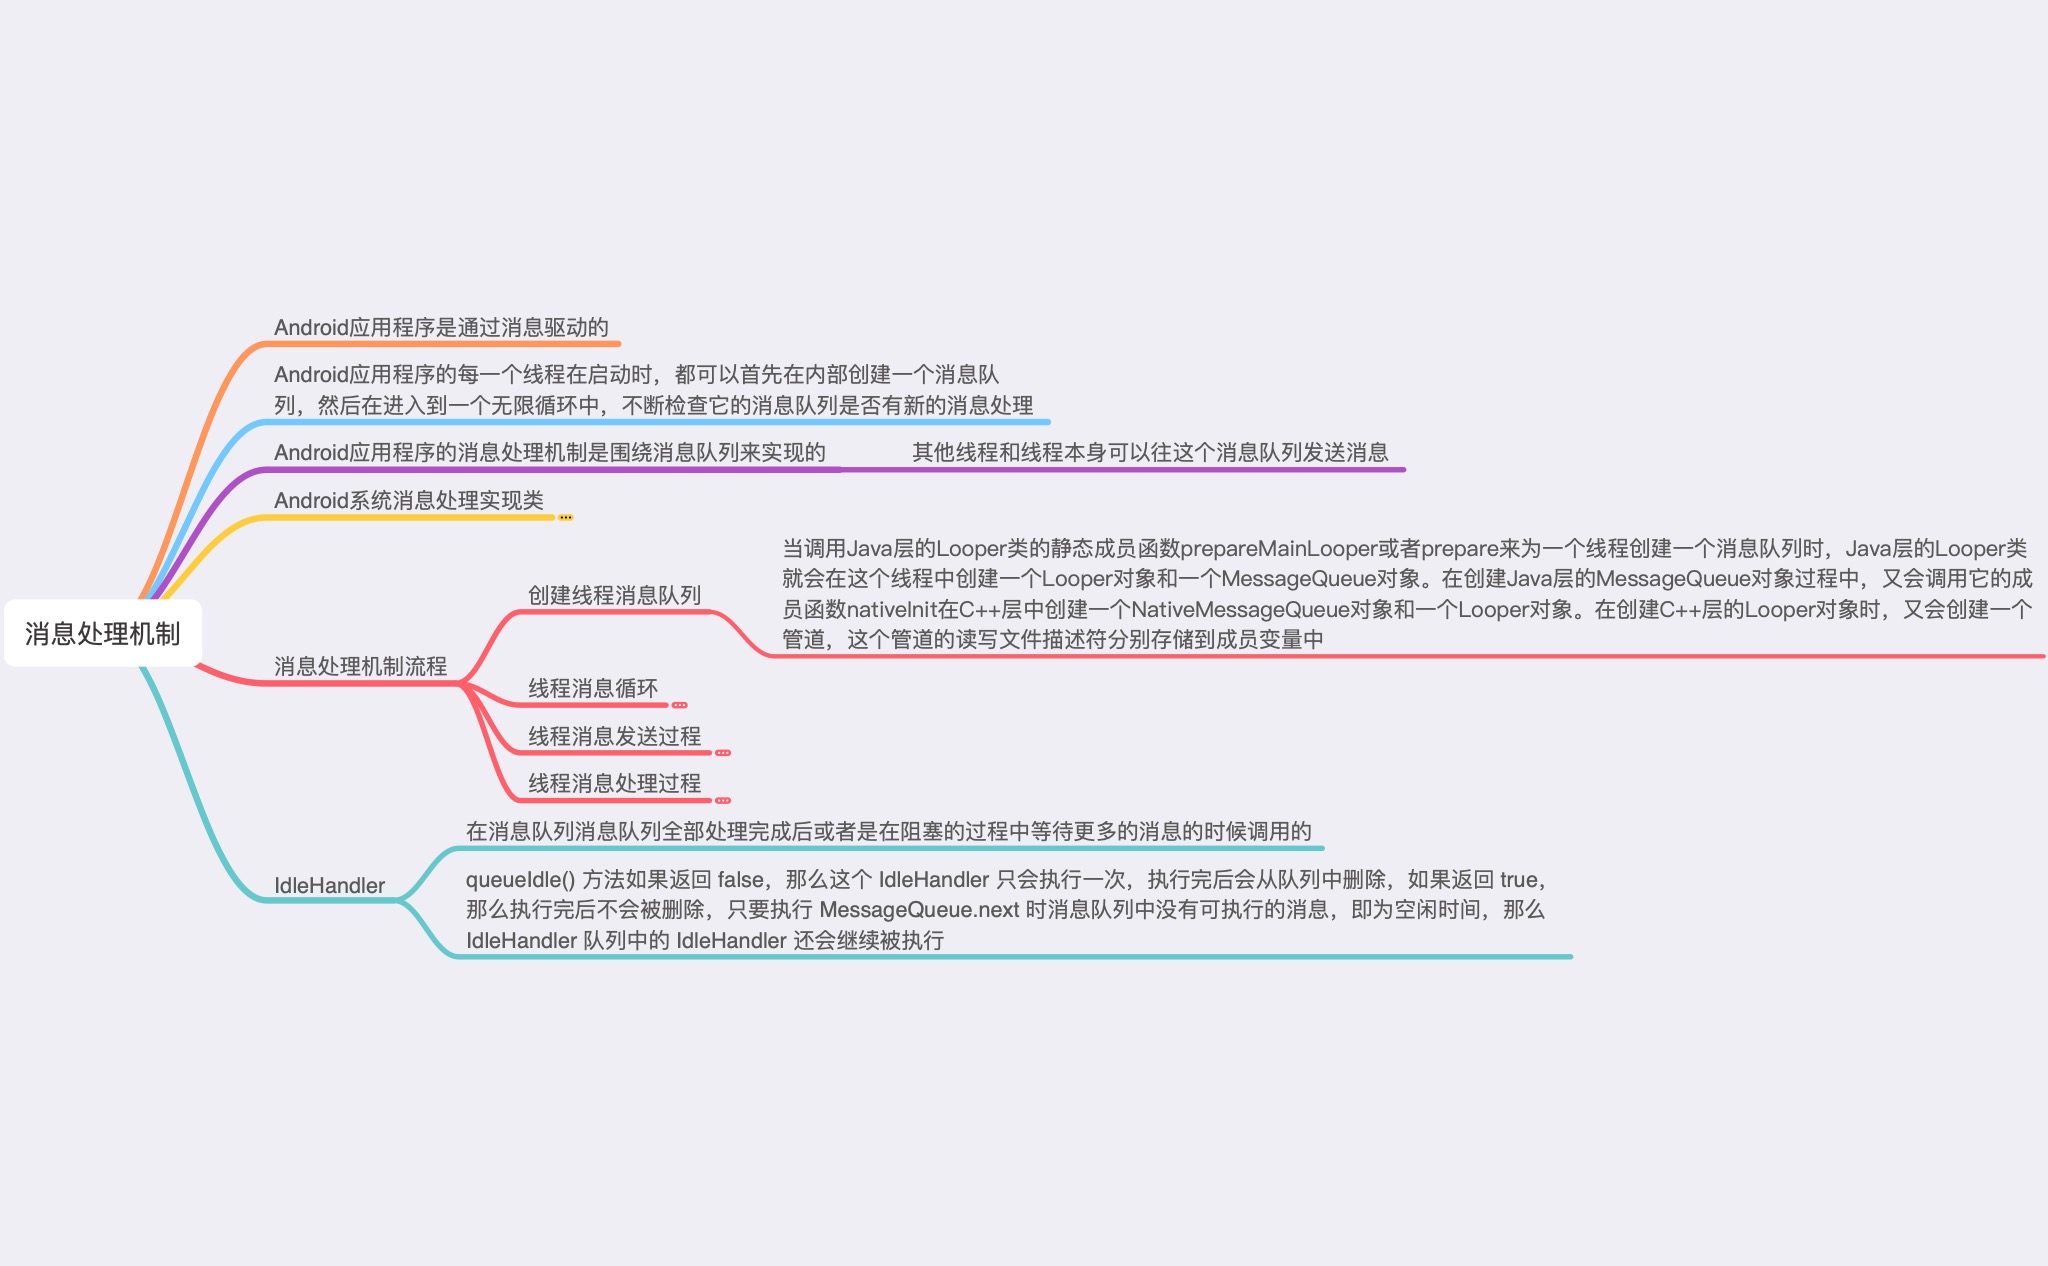 Android应用程序是通过消息驱动的
Android应用程序的每一个线程在启动时，都可以首先在内部创建一个消息队
列，然后在进入到一个无限循环中，不断检查它的消息队列是否有新的消息处理
Android应用程序的消息处理机制是围绕消息队列来实现的
其他线程和线程本身可以往这个消息队列发送消息
Android系统消息处理实现类
消息处理机制
消息处理机制流程
创建线程消息队列
当调用Java层的Looper类的静态成员函数prepareMainLooper或者prepare来为一个线程创建一个消息队列时，Java层的Looper类
就会在这个线程中创建一个Looper对象和一个MessageQueue对象。在创建Java层的MessageQueue对象过程中，又会调用它的成
员函数nativeInit在C++层中创建一个NativeMessageQueue对象和一个Looper对象。在创建C++层的Looper对象时，又会创建一个
管道，这个管道的读写文件描述符分别存储到成员变量中
线程消息循环
线程消息发送过程
线程消息处理过程
IdleHandler
在消息队列消息队列全部处理完成后或者是在阻塞的过程中等待更多的消息的时候调用的
queueIdle() 方法如果返回 false，那么这个 IdleHandler 只会执行一次，执行完后会从队列中删除，如果返回 true，
那么执行完后不会被删除，只要执行 MessageQueue.next 时消息队列中没有可执行的消息，即为空闲时间，那么
IdleHandler 队列中的 IdleHandler 还会继续被执行